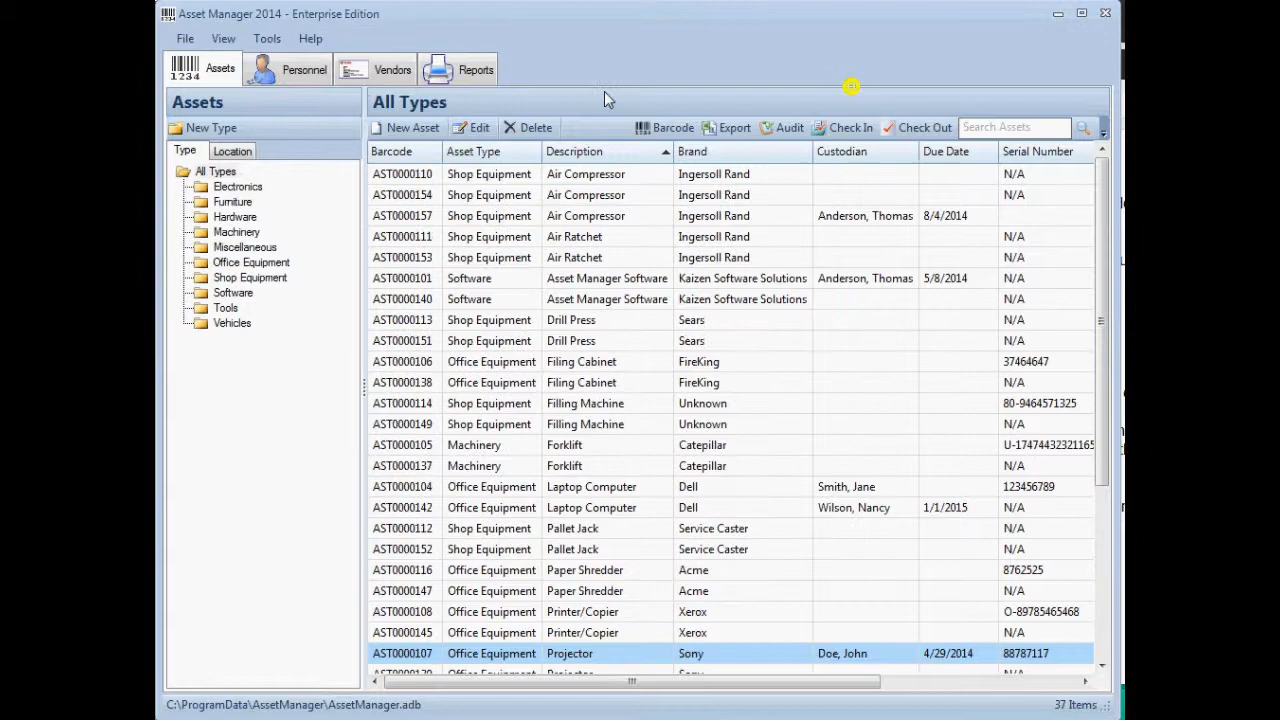 Asset Manager 2014 - Enterprise Edition
File View Tools Help
1234 Assets Personnel Vendors Reports
Assets All Types
New Type New Asset Edit Delete Barcode Export Audit Check In Check Out Search Assets
Type Location
All Types
Electronics
Furniture
Hardware
Machinery
Miscellaneous
Office Equipment
Shop Equipment
Software
Tools
Vehicles
Barcode Asset Type Description Brand Custodian Due Date Serial Number
AST0000110 Shop Equipment Air Compressor Ingersoll Rand N/A
AST0000154 Shop Equipment Air Compressor Ingersoll Rand N/A
AST0000157 Shop Equipment Air Compressor Ingersoll Rand Anderson, Thomas 8/4/2014
AST0000111 Shop Equipment Air Ratchet Ingersoll Rand N/A
AST0000153 Shop Equipment Air Ratchet Ingersoll Rand N/A
AST0000101 Software Asset Manager Software Kaizen Software Solutions Anderson, Thomas 5/8/2014 N/A
AST0000140 Software Asset Manager Software Kaizen Software Solutions N/A
AST0000113 Shop Equipment Drill Press Sears N/A
AST0000151 Shop Equipment Drill Press Sears N/A
AST0000106 Office Equipment Filing Cabinet FireKing 37464647
AST0000138 Office Equipment Filing Cabinet FireKing N/A
AST0000114 Shop Equipment Filling Machine Unknown 80-9464571325
AST0000149 Shop Equipment Filling Machine Unknown N/A
AST0000105 Machinery Forklift Catepillar U-17474432321165
AST0000137 Machinery Forklift Catepillar N/A
AST0000104 Office Equipment Laptop Computer Dell Smith, Jane 123456789
AST0000142 Office Equipment Laptop Computer Dell Wilson, Nancy 1/1/2015 N/A
AST0000112 Shop Equipment Pallet Jack Service Caster N/A
AST0000152 Shop Equipment Pallet Jack Service Caster N/A
AST0000116 Office Equipment Paper Shredder Acme 8762525
AST0000147 Office Equipment Paper Shredder Acme N/A
AST0000108 Office Equipment Printer/Copier Xerox O-89785465468
AST0000145 Office Equipment Printer/Copier Xerox N/A
AST0000107 Office Equipment Projector Sony Doe, John 4/29/2014 88787117
C:\ProgramData\AssetManager\AssetManager.adb 37 Items